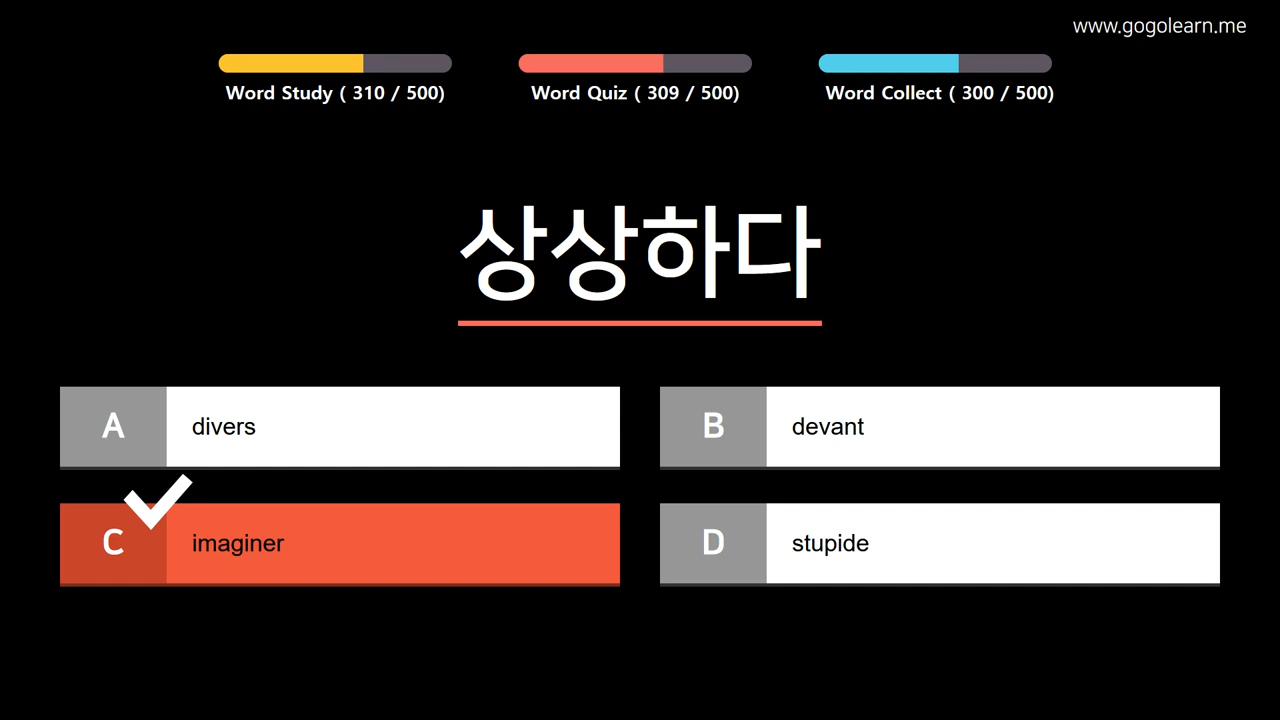 www.gogolearn.me
Word Study ( 310 / 500)
Word Quiz ( 309 / 500)
Word Collect ( 300 / 500)
상상하다
A divers
B devant
C imaginer
D stupide